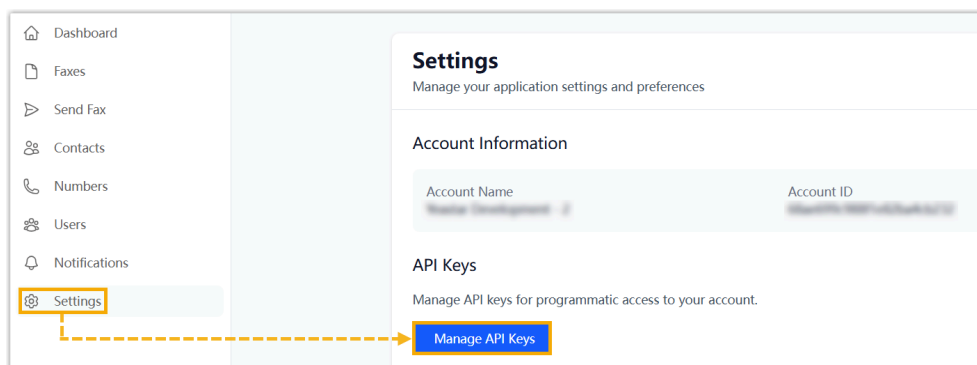 Dashboard
Faxes
Send Fax
Contacts
Numbers
Users
Notifications
Settings
Settings
Manage your application settings and preferences
Account Information
Account Name
Account ID
API Keys
Manage API keys for programmatic access to your account.
Manage API Keys